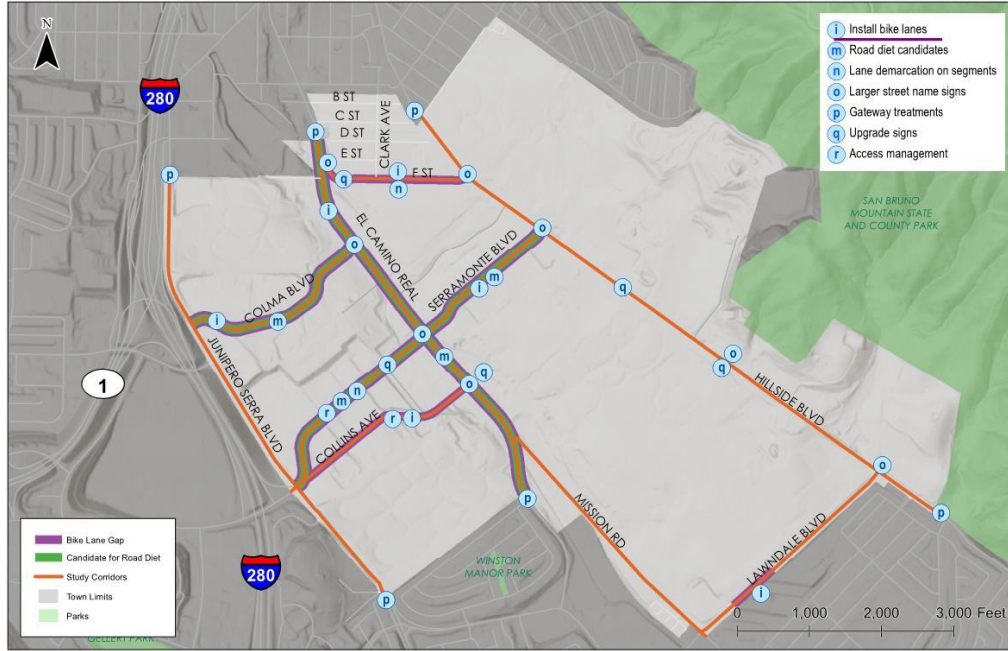 N
280
i Install bike lanes
m Road diet candidates
n Lane demarcation on segments
o Larger street name signs
p Gateway treatments
q Upgrade signs
r Access management
B ST
C ST
D ST
E ST
CLARK AVE
F ST
p
p
p
o
q
i
n
o
i
o
EL CAMINO REAL
SERRAMONTE BLVD
o
SAN BRUNO
MOUNTAIN STATE
AND COUNTY PARK
COLMA BLVD
i
m
m
i
q
o
JUNIPERO SERRA BLVD
1
q
m
q
o
o
q
HILLSIDE BLVD
r
m
n
r
i
COLLINS AVE
o
p
p
MISSION RD
LAWNDALE BLVD
i
WINSTON
MANOR PARK
280
p
Bike Lane Gap
Candidate for Road Diet
Study Corridors
Town Limits
Parks
GELLERT PARK
0 1,000 2,000 3,000 Feet